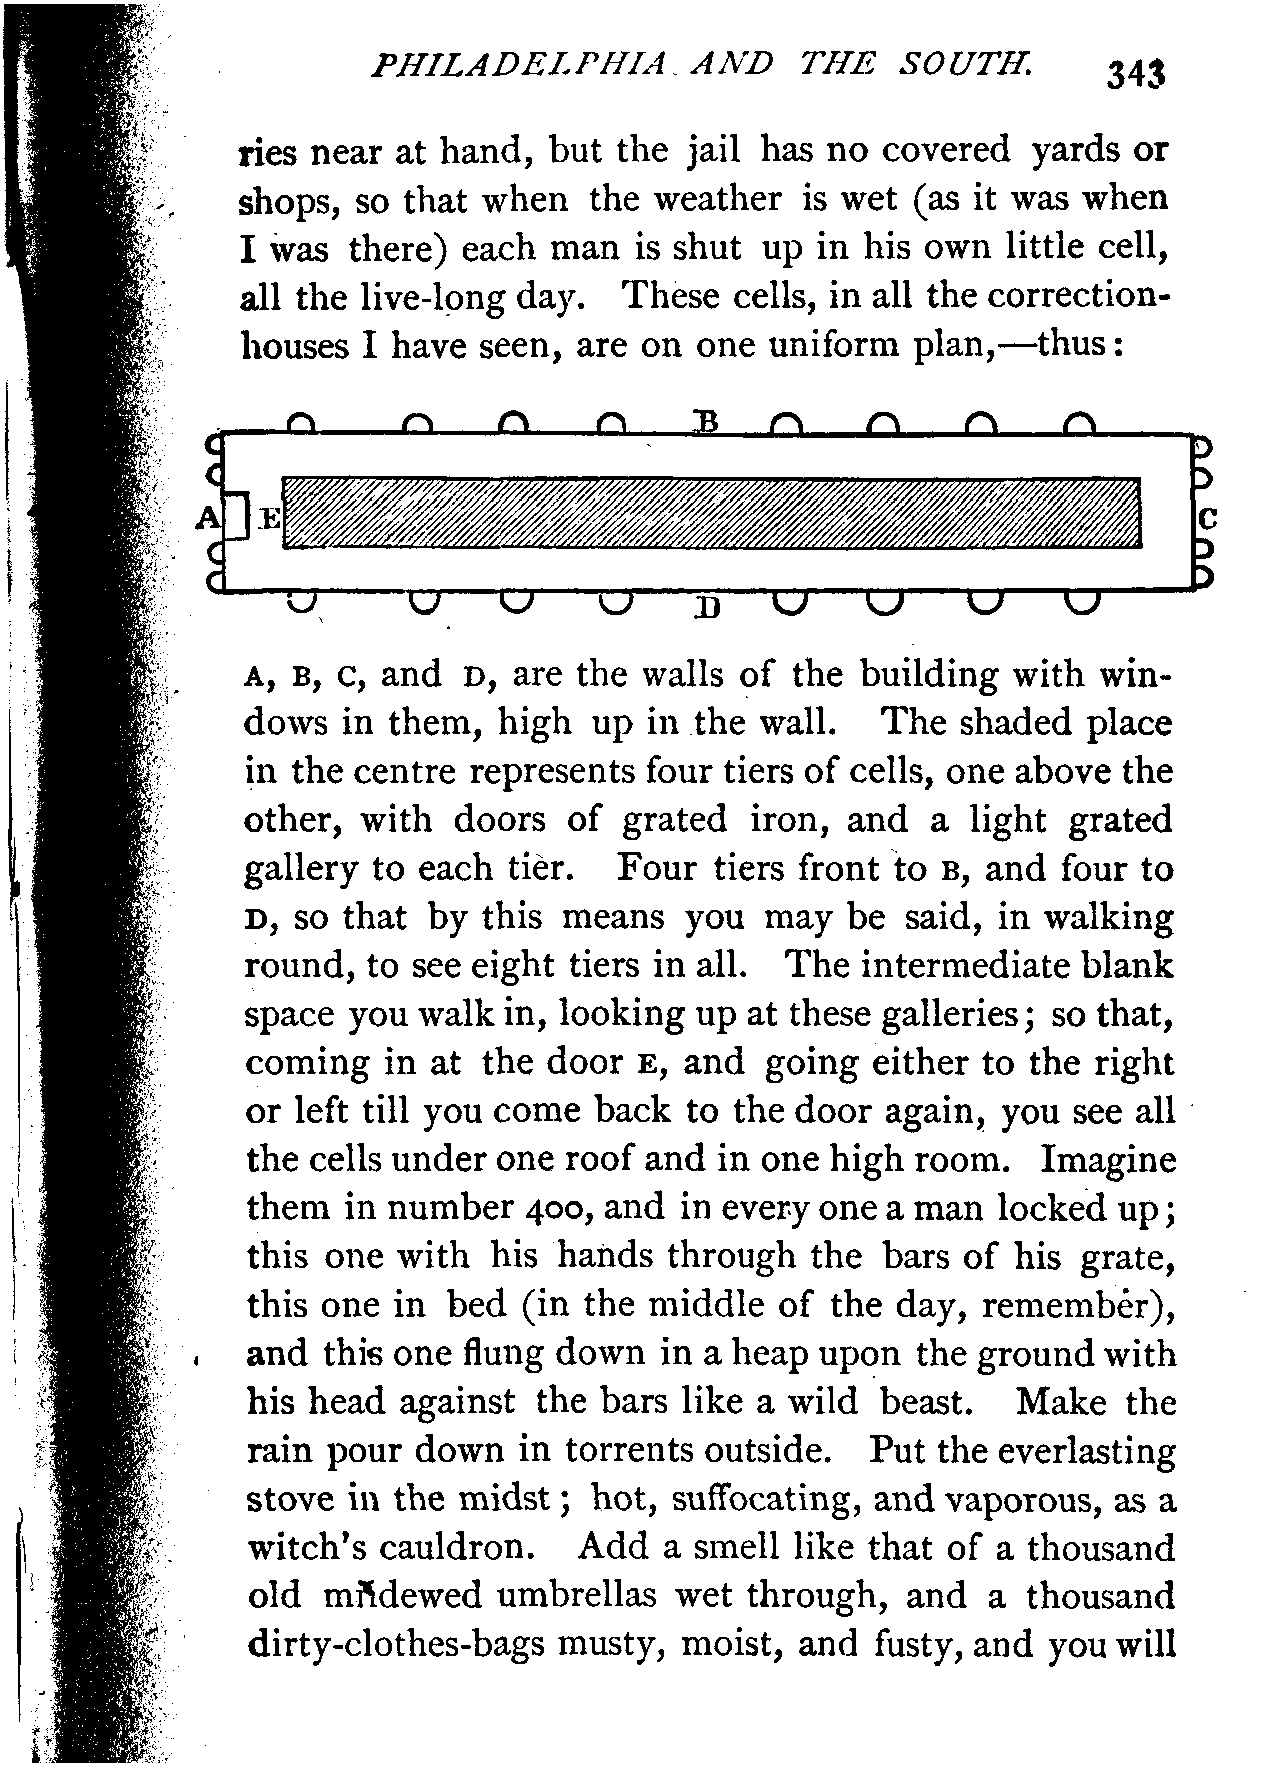 PHILADELPHIA AND THE SOUTH. 343
ries near at hand, but the jail has no covered yards or
shops, so that when the weather is wet (as it was when
I was there) each man is shut up in his own little cell,
all the live-long day. These cells, in all the correction-
houses I have seen, are on one uniform plan,—thus:
B
A E C
D
A, B, C, and D, are the walls of the building with win-
dows in them, high up in the wall. The shaded place
in the centre represents four tiers of cells, one above the
other, with doors of grated iron, and a light grated
gallery to each tier. Four tiers front to B, and four to
D, so that by this means you may be said, in walking
round, to see eight tiers in all. The intermediate blank
space you walk in, looking up at these galleries; so that,
coming in at the door E, and going either to the right
or left till you come back to the door again, you see all
the cells under one roof and in one high room. Imagine
them in number 400, and in every one a man locked up;
this one with his hands through the bars of his grate,
this one in bed (in the middle of the day, remember),
and this one flung down in a heap upon the ground with
his head against the bars like a wild beast. Make the
rain pour down in torrents outside. Put the everlasting
stove in the midst; hot, suffocating, and vaporous, as a
witch's cauldron. Add a smell like that of a thousand
old mildewed umbrellas wet through, and a thousand
dirty-clothes-bags musty, moist, and fusty, and you will